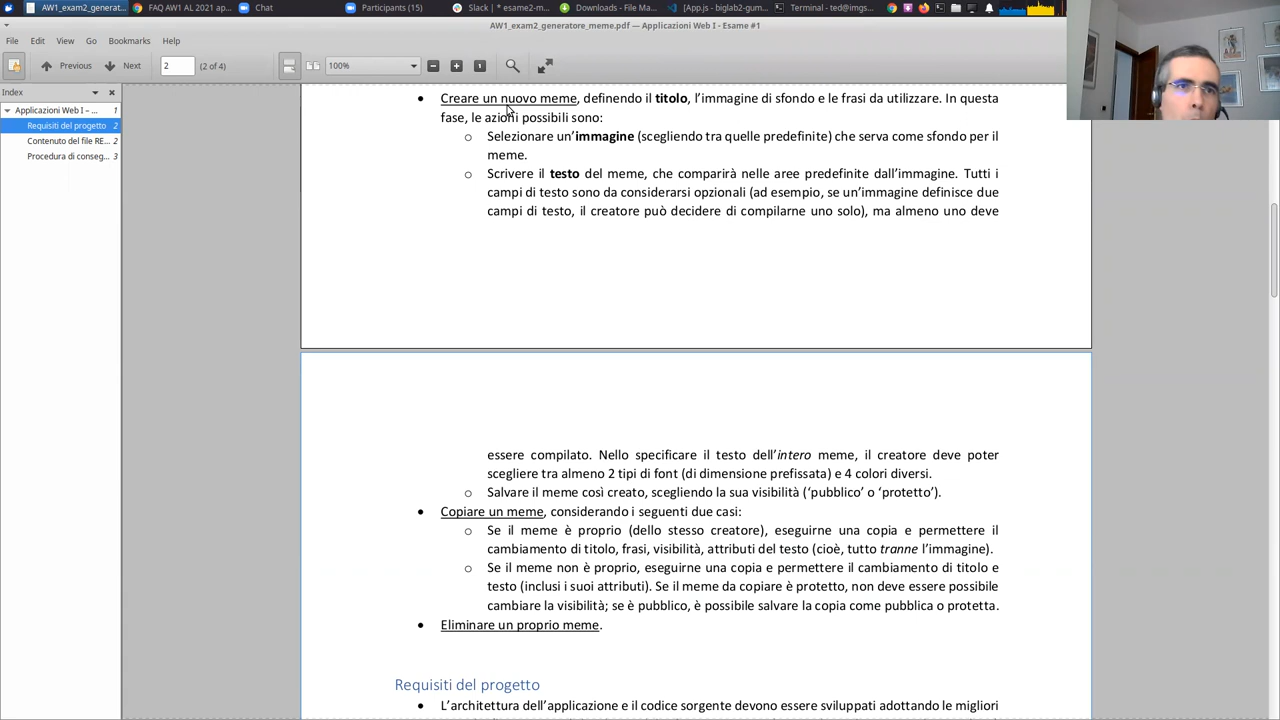 AW1_exam2_generatore_meme.pdf...
FAQ AW1 AL 2021 ap...
Chat
Participants (15)
Slack | * esame2-m...
Downloads - File Ma...
[App.js - biglab2-gum...
Terminal - ted@imgs...
AW1_exam2_generatore_meme.pdf — Applicazioni Web I - Esame #1
File Edit View Go Bookmarks Help
Previous Next 2 (2 of 4) 100%
Index
Applicazioni Web I – ... 1
Requisiti del progetto 2
Contenuto del file RE... 2
Procedura di conseg... 3
• Creare un nuovo meme, definendo il titolo, l’immagine di sfondo e le frasi da utilizzare. In questa
fase, le azioni possibili sono:
o Selezionare un’immagine (scegliendo tra quelle predefinite) che serva come sfondo per il
meme.
o Scrivere il testo del meme, che comparirà nelle aree predefinite dall’immagine. Tutti i
campi di testo sono da considerarsi opzionali (ad esempio, se un’immagine definisce due
campi di testo, il creatore può decidere di compilarne uno solo), ma almeno uno deve
essere compilato. Nello specificare il testo dell’intero meme, il creatore deve poter
scegliere tra almeno 2 tipi di font (di dimensione prefissata) e 4 colori diversi.
o Salvare il meme così creato, scegliendo la sua visibilità (‘pubblico’ o ‘protetto’).
• Copiare un meme, considerando i seguenti due casi:
o Se il meme è proprio (dello stesso creatore), eseguirne una copia e permettere il
cambiamento di titolo, frasi, visibilità, attributi del testo (cioè, tutto tranne l’immagine).
o Se il meme non è proprio, eseguirne una copia e permettere il cambiamento di titolo e
testo (inclusi i suoi attributi). Se il meme da copiare è protetto, non deve essere possibile
cambiare la visibilità; se è pubblico, è possibile salvare la copia come pubblica o protetta.
• Eliminare un proprio meme.
Requisiti del progetto
• L’architettura dell’applicazione e il codice sorgente devono essere sviluppati adottando le migliori